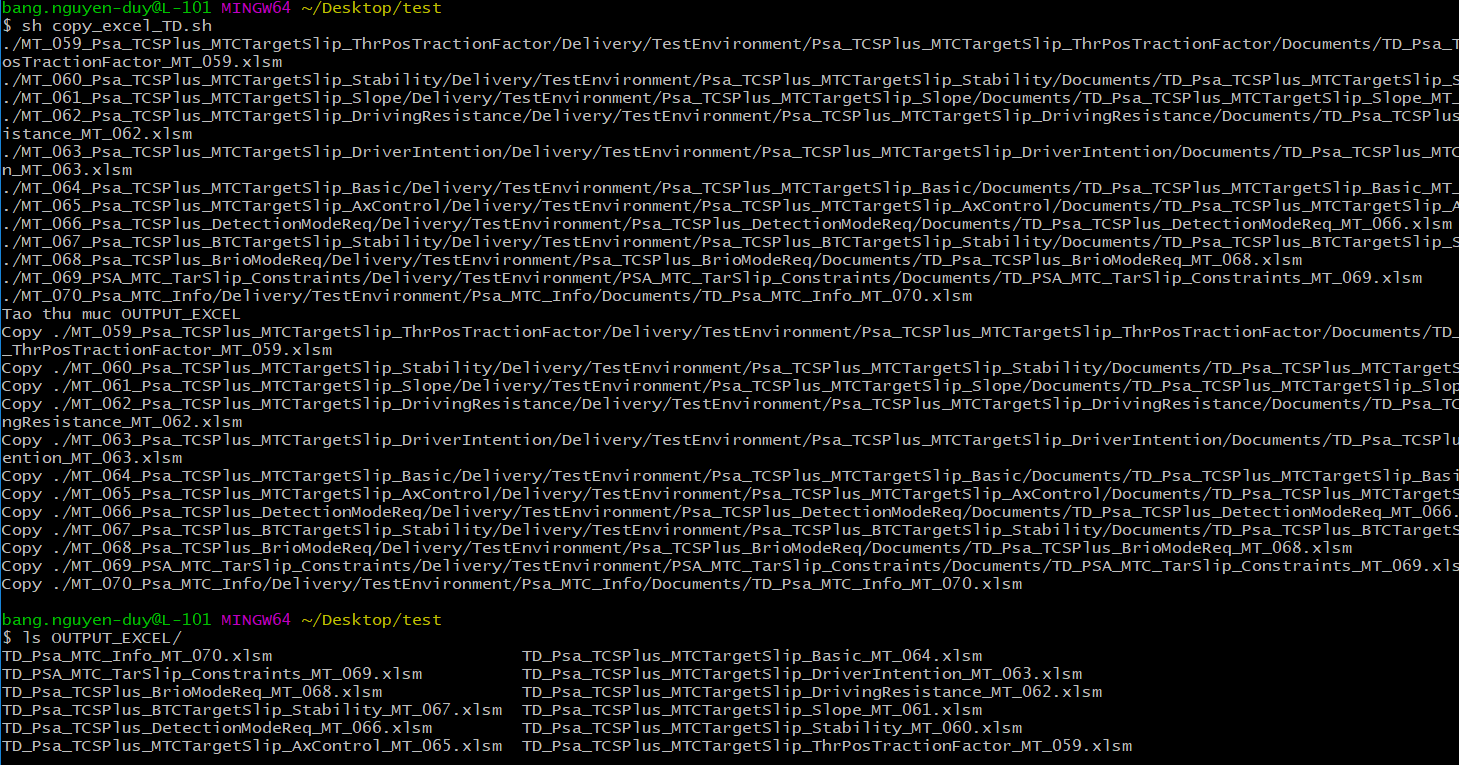 bang.nguyen-duy@L-101 MINGW64 ~/Desktop/test
$ sh copy_excel_TD.sh
./MT_059_Psa_TCSPlus_MTCTargetSlip_ThrPosTractionFactor/Delivery/TestEnvironment/Psa_TCSPlus_MTCTargetSlip_ThrPosTractionFactor/Documents/TD_Psa_T
osTractionFactor_MT_059.xlsm
./MT_060_Psa_TCSPlus_MTCTargetSlip_Stability/Delivery/TestEnvironment/Psa_TCSPlus_MTCTargetSlip_Stability/Documents/TD_Psa_TCSPlus_MTCTargetSlip_S
./MT_061_Psa_TCSPlus_MTCTargetSlip_Slope/Delivery/TestEnvironment/Psa_TCSPlus_MTCTargetSlip_Slope/Documents/TD_Psa_TCSPlus_MTCTargetSlip_Slope_MT_
./MT_062_Psa_TCSPlus_MTCTargetSlip_DrivingResistance/Delivery/TestEnvironment/Psa_TCSPlus_MTCTargetSlip_DrivingResistance/Documents/TD_Psa_TCSPlus
istance_MT_062.xlsm
./MT_063_Psa_TCSPlus_MTCTargetSlip_DriverIntention/Delivery/TestEnvironment/Psa_TCSPlus_MTCTargetSlip_DriverIntention/Documents/TD_Psa_TCSPlus_MTC
n_MT_063.xlsm
./MT_064_Psa_TCSPlus_MTCTargetSlip_Basic/Delivery/TestEnvironment/Psa_TCSPlus_MTCTargetSlip_Basic/Documents/TD_Psa_TCSPlus_MTCTargetSlip_Basic_MT_
./MT_065_Psa_TCSPlus_MTCTargetSlip_AxControl/Delivery/TestEnvironment/Psa_TCSPlus_MTCTargetSlip_AxControl/Documents/TD_Psa_TCSPlus_MTCTargetSlip_A
./MT_066_Psa_TCSPlus_DetectionModeReq/Delivery/TestEnvironment/Psa_TCSPlus_DetectionModeReq/Documents/TD_Psa_TCSPlus_DetectionModeReq_MT_066.xlsm
./MT_067_Psa_TCSPlus_BTCTargetSlip_Stability/Delivery/TestEnvironment/Psa_TCSPlus_BTCTargetSlip_Stability/Documents/TD_Psa_TCSPlus_BTCTargetSlip_S
./MT_068_Psa_TCSPlus_BrioModeReq/Delivery/TestEnvironment/Psa_TCSPlus_BrioModeReq/Documents/TD_Psa_TCSPlus_BrioModeReq_MT_068.xlsm
./MT_069_PSA_MTC_TarSlip_Constraints/Delivery/TestEnvironment/PSA_MTC_TarSlip_Constraints/Documents/TD_PSA_MTC_TarSlip_Constraints_MT_069.xlsm
./MT_070_Psa_MTC_Info/Delivery/TestEnvironment/Psa_MTC_Info/Documents/TD_Psa_MTC_Info_MT_070.xlsm
Tao thu muc OUTPUT_EXCEL
Copy ./MT_059_Psa_TCSPlus_MTCTargetSlip_ThrPosTractionFactor/Delivery/TestEnvironment/Psa_TCSPlus_MTCTargetSlip_ThrPosTractionFactor/Documents/TD_
_ThrPosTractionFactor_MT_059.xlsm
Copy ./MT_060_Psa_TCSPlus_MTCTargetSlip_Stability/Delivery/TestEnvironment/Psa_TCSPlus_MTCTargetSlip_Stability/Documents/TD_Psa_TCSPlus_MTCTargetS
Copy ./MT_061_Psa_TCSPlus_MTCTargetSlip_Slope/Delivery/TestEnvironment/Psa_TCSPlus_MTCTargetSlip_Slope/Documents/TD_Psa_TCSPlus_MTCTargetSlip_Slop
Copy ./MT_062_Psa_TCSPlus_MTCTargetSlip_DrivingResistance/Delivery/TestEnvironment/Psa_TCSPlus_MTCTargetSlip_DrivingResistance/Documents/TD_Psa_TC
ngResistance_MT_062.xlsm
Copy ./MT_063_Psa_TCSPlus_MTCTargetSlip_DriverIntention/Delivery/TestEnvironment/Psa_TCSPlus_MTCTargetSlip_DriverIntention/Documents/TD_Psa_TCSPlu
ention_MT_063.xlsm
Copy ./MT_064_Psa_TCSPlus_MTCTargetSlip_Basic/Delivery/TestEnvironment/Psa_TCSPlus_MTCTargetSlip_Basic/Documents/TD_Psa_TCSPlus_MTCTargetSlip_Basi
Copy ./MT_065_Psa_TCSPlus_MTCTargetSlip_AxControl/Delivery/TestEnvironment/Psa_TCSPlus_MTCTargetSlip_AxControl/Documents/TD_Psa_TCSPlus_MTCTargetS
Copy ./MT_066_Psa_TCSPlus_DetectionModeReq/Delivery/TestEnvironment/Psa_TCSPlus_DetectionModeReq/Documents/TD_Psa_TCSPlus_DetectionModeReq_MT_066.
Copy ./MT_067_Psa_TCSPlus_BTCTargetSlip_Stability/Delivery/TestEnvironment/Psa_TCSPlus_BTCTargetSlip_Stability/Documents/TD_Psa_TCSPlus_BTCTargetS
Copy ./MT_068_Psa_TCSPlus_BrioModeReq/Delivery/TestEnvironment/Psa_TCSPlus_BrioModeReq/Documents/TD_Psa_TCSPlus_BrioModeReq_MT_068.xlsm
Copy ./MT_069_PSA_MTC_TarSlip_Constraints/Delivery/TestEnvironment/PSA_MTC_TarSlip_Constraints/Documents/TD_PSA_MTC_TarSlip_Constraints_MT_069.xls
Copy ./MT_070_Psa_MTC_Info/Delivery/TestEnvironment/Psa_MTC_Info/Documents/TD_Psa_MTC_Info_MT_070.xlsm
bang.nguyen-duy@L-101 MINGW64 ~/Desktop/test
$ ls OUTPUT_EXCEL/
TD_Psa_MTC_Info_MT_070.xlsm TD_Psa_TCSPlus_MTCTargetSlip_Basic_MT_064.xlsm
TD_PSA_MTC_TarSlip_Constraints_MT_069.xlsm TD_Psa_TCSPlus_MTCTargetSlip_DriverIntention_MT_063.xlsm
TD_Psa_TCSPlus_BrioModeReq_MT_068.xlsm TD_Psa_TCSPlus_MTCTargetSlip_DrivingResistance_MT_062.xlsm
TD_Psa_TCSPlus_BTCTargetSlip_Stability_MT_067.xlsm TD_Psa_TCSPlus_MTCTargetSlip_Slope_MT_061.xlsm
TD_Psa_TCSPlus_DetectionModeReq_MT_066.xlsm TD_Psa_TCSPlus_MTCTargetSlip_Stability_MT_060.xlsm
TD_Psa_TCSPlus_MTCTargetSlip_AxControl_MT_065.xlsm TD_Psa_TCSPlus_MTCTargetSlip_ThrPosTractionFactor_MT_059.xlsm